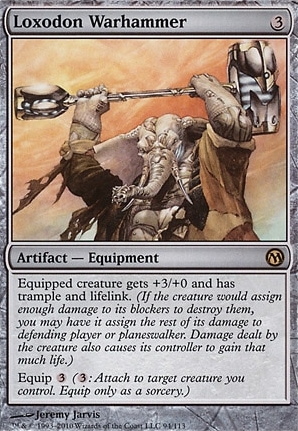 Loxodon Warhammer 3
Artifact — Equipment
Equipped creature gets +3/+0 and has
trample and lifelink. (If the creature would assign
enough damage to its blockers to destroy them,
you may have it assign the rest of its damage to
defending player or planeswalker. Damage dealt by
the creature also causes its controller to gain that
much life.)
Equip 3 (3: Attach to target creature you
control. Equip only as a sorcery.)
Jeremy Jarvis
™ & © 1993–2010 Wizards of the Coast LLC 94/113